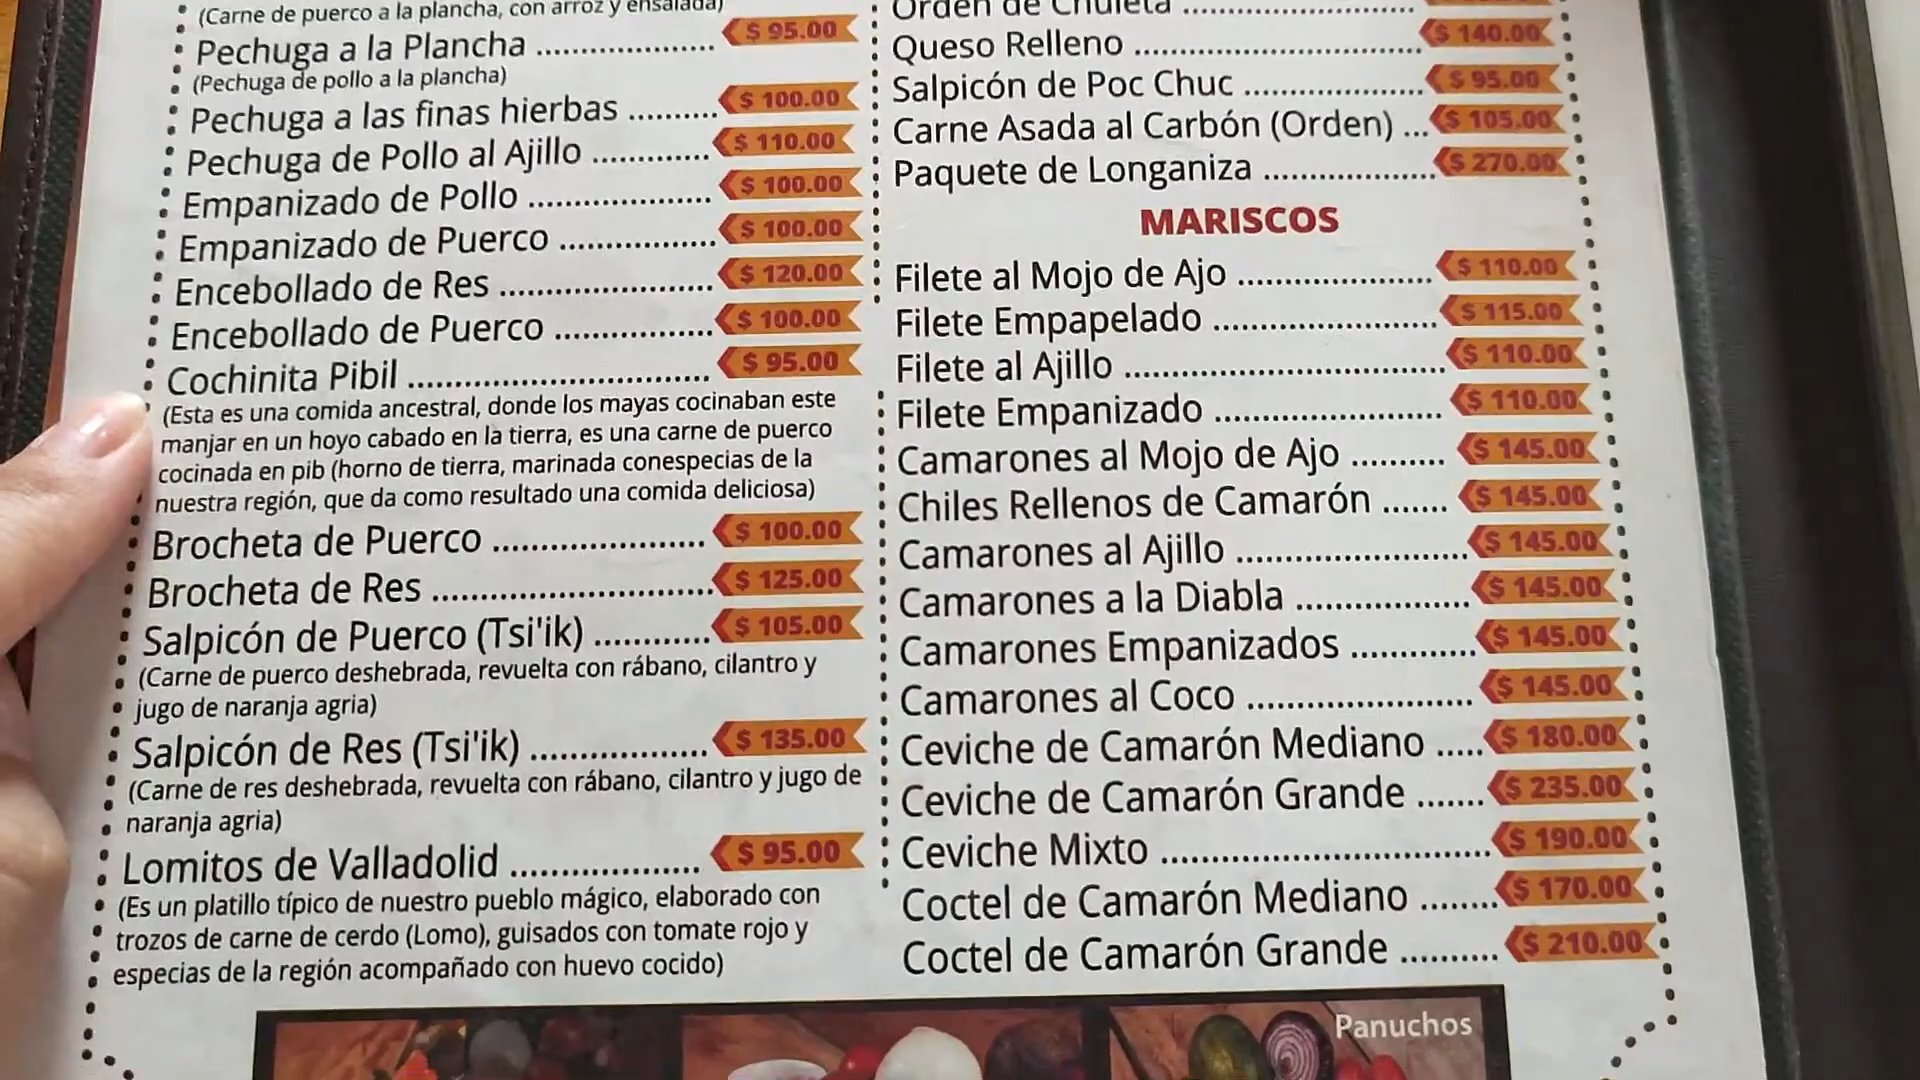 (Carne de puerco a la plancha, con arroz y ensalada)
Pechuga a la Plancha .................... $ 95.00
(Pechuga de pollo a la plancha)
Pechuga a las finas hierbas ......... $ 100.00
Pechuga de Pollo al Ajillo ............ $ 110.00
Empanizado de Pollo ................... $ 100.00
Empanizado de Puerco ................ $ 100.00
Encebollado de Res ...................... $ 120.00
Encebollado de Puerco ................ $ 100.00
Cochinita Pibil ................................ $ 95.00
(Esta es una comida ancestral, donde los mayas cocinaban este
manjar en un hoyo cabado en la tierra, es una carne de puerco
cocinada en pib (horno de tierra, marinada conespecias de la
nuestra región, que da como resultado una comida deliciosa)
Brocheta de Puerco ...................... $ 100.00
Brocheta de Res ............................. $ 125.00
Salpicón de Puerco (Tsi'ik) ............ $ 105.00
(Carne de puerco deshebrada, revuelta con rábano, cilantro y
jugo de naranja agria)
Salpicón de Res (Tsi'ik) ................. $ 135.00
(Carne de res deshebrada, revuelta con rábano, cilantro y jugo de
naranja agria)
Lomitos de Valladolid .................. $ 95.00
(Es un platillo típico de nuestro pueblo mágico, elaborado con
trozos de carne de cerdo (Lomo), guisados con tomate rojo y
especias de la región acompañado con huevo cocido)
Orden de Chuleta ........................
Queso Relleno .............................. $ 140.00
Salpicón de Poc Chuc .................... $ 95.00
Carne Asada al Carbón (Orden) ... $ 105.00
Paquete de Longaniza ................... $ 270.00
MARISCOS
Filete al Mojo de Ajo ..................... $ 110.00
Filete Empapelado ........................ $ 115.00
Filete al Ajillo .................................. $ 110.00
Filete Empanizado ........................ $ 110.00
Camarones al Mojo de Ajo .......... $ 145.00
Chiles Rellenos de Camarón ....... $ 145.00
Camarones al Ajillo ........................ $ 145.00
Camarones a la Diabla .................. $ 145.00
Camarones Empanizados ............. $ 145.00
Camarones al Coco ........................ $ 145.00
Ceviche de Camarón Mediano ..... $ 180.00
Ceviche de Camarón Grande ....... $ 235.00
Ceviche Mixto .................................. $ 190.00
Coctel de Camarón Mediano ........ $ 170.00
Coctel de Camarón Grande .......... $ 210.00
Panuchos